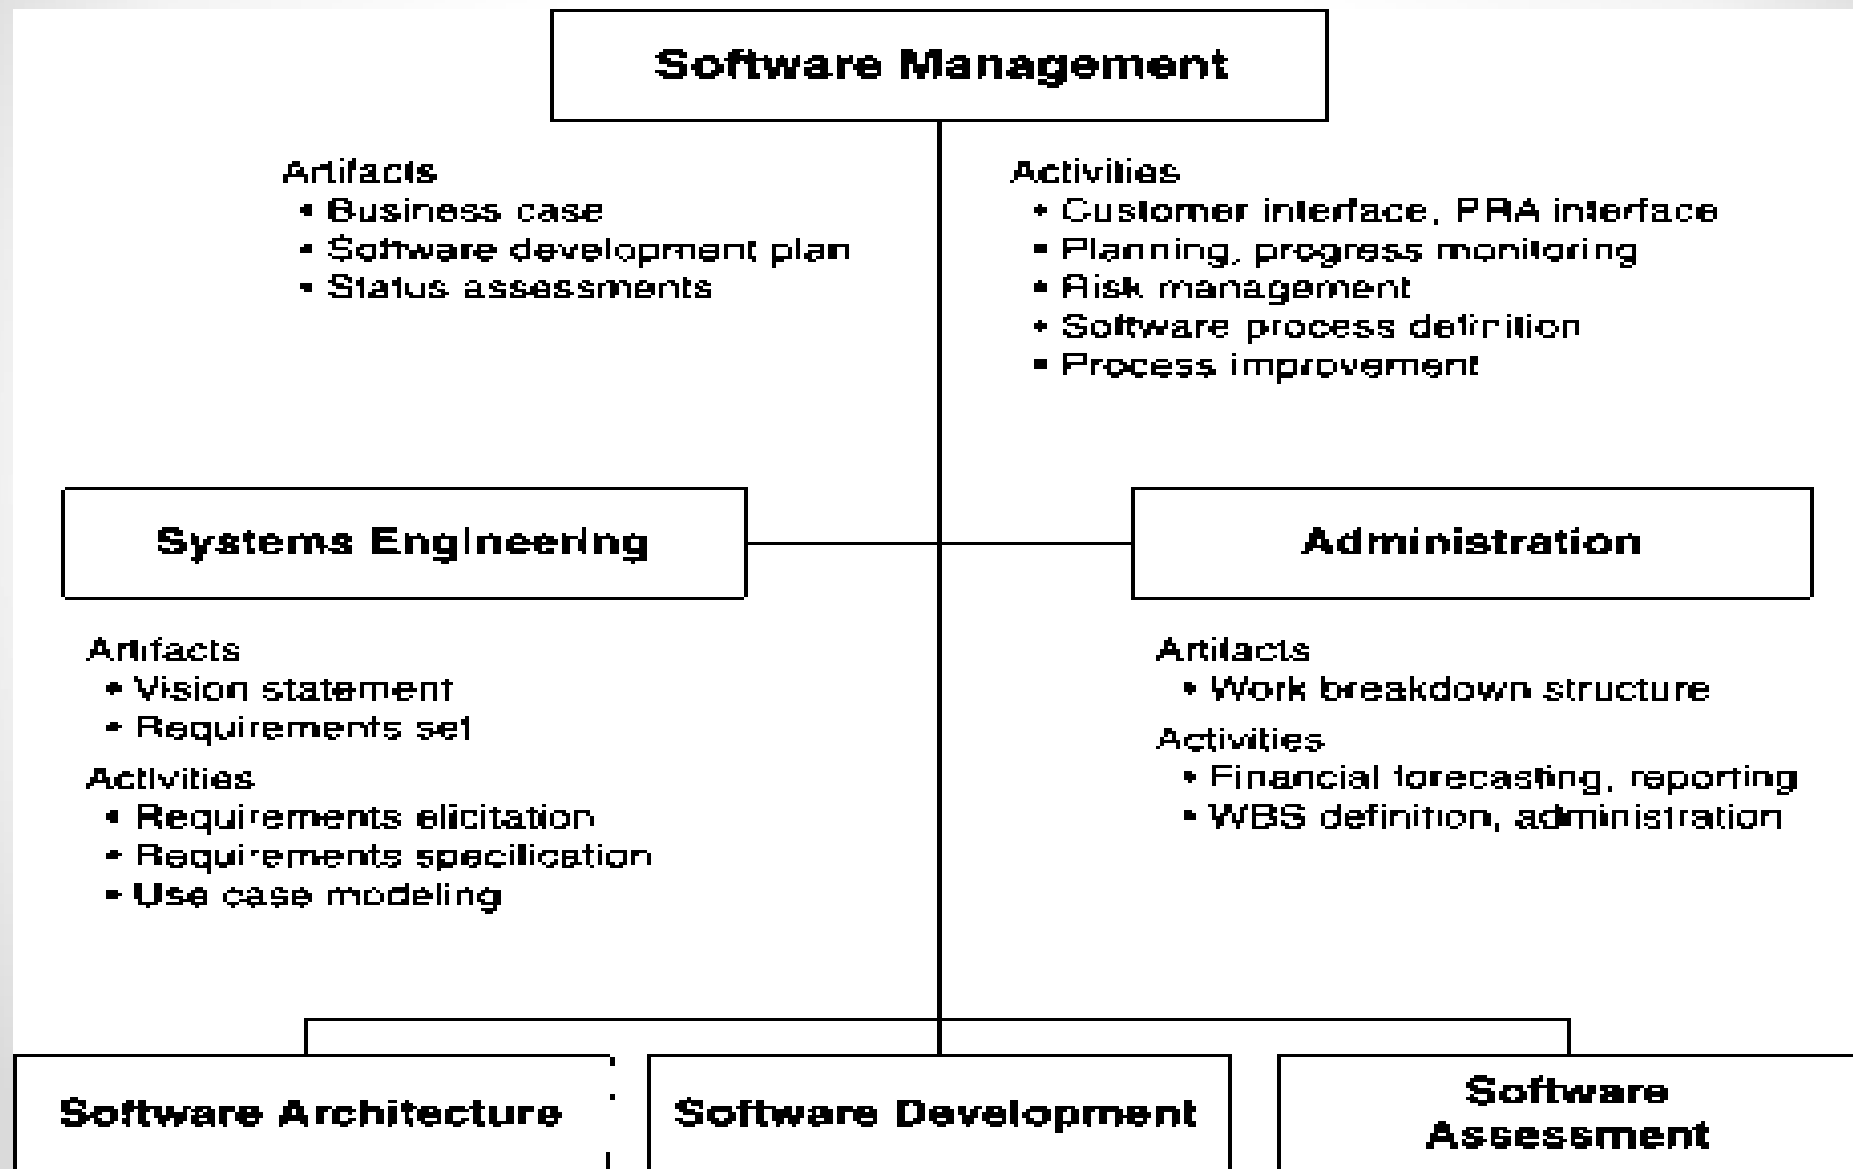 Software Management
Artifacts
• Business case
• Software development plan
• Status assessments
Activities
• Customer interface, PRA interface
• Planning, progress monitoring
• Risk management
• Software process definition
• Process improvement
Systems Engineering
Artifacts
• Vision statement
• Requirements set
Activities
• Requirements elicitation
• Requirements specification
• Use case modeling
Administration
Artifacts
• Work breakdown structure
Activities
• Financial forecasting, reporting
• WBS definition, administration
Software Architecture
Software Development
Software
Assessment